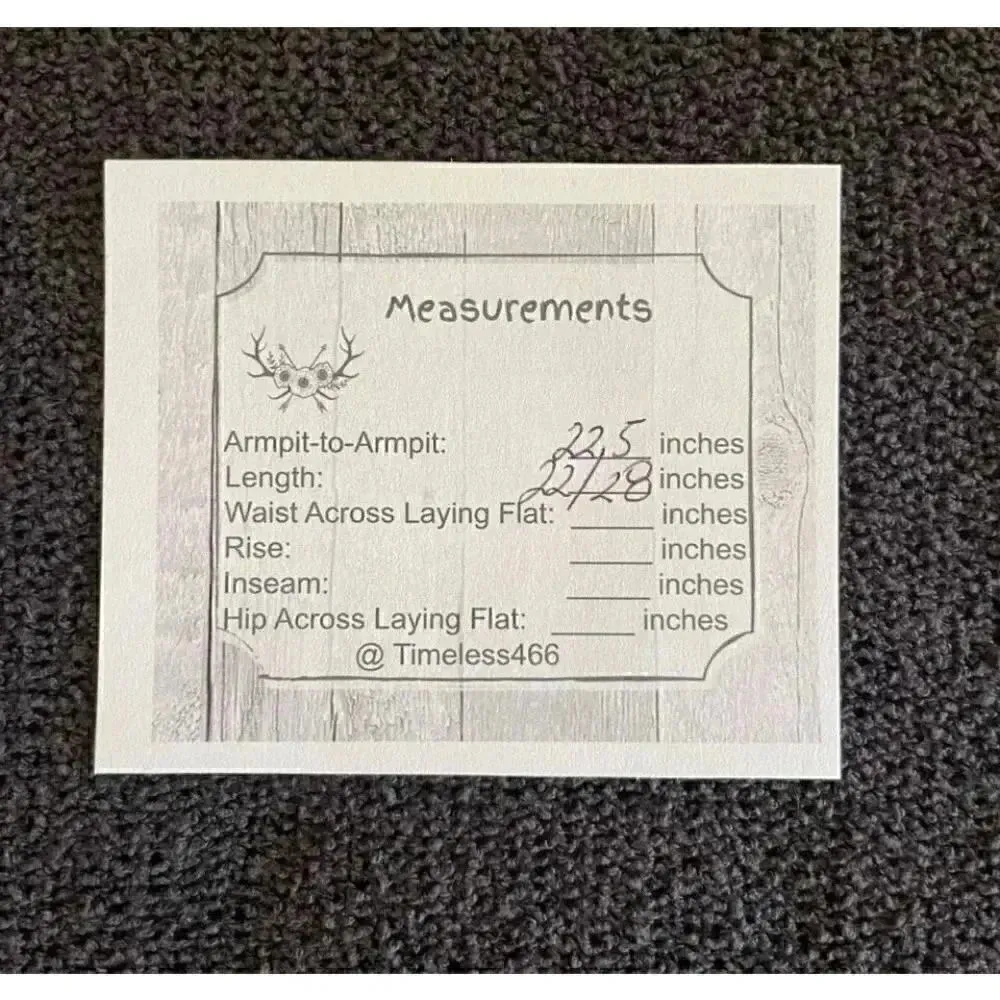 Measurements
Armpit-to-Armpit: 22,5 inches
Length: 22/28 inches
Waist Across Laying Flat: ______ inches
Rise: ______ inches
Inseam: ______ inches
Hip Across Laying Flat: ______ inches
@ Timeless466